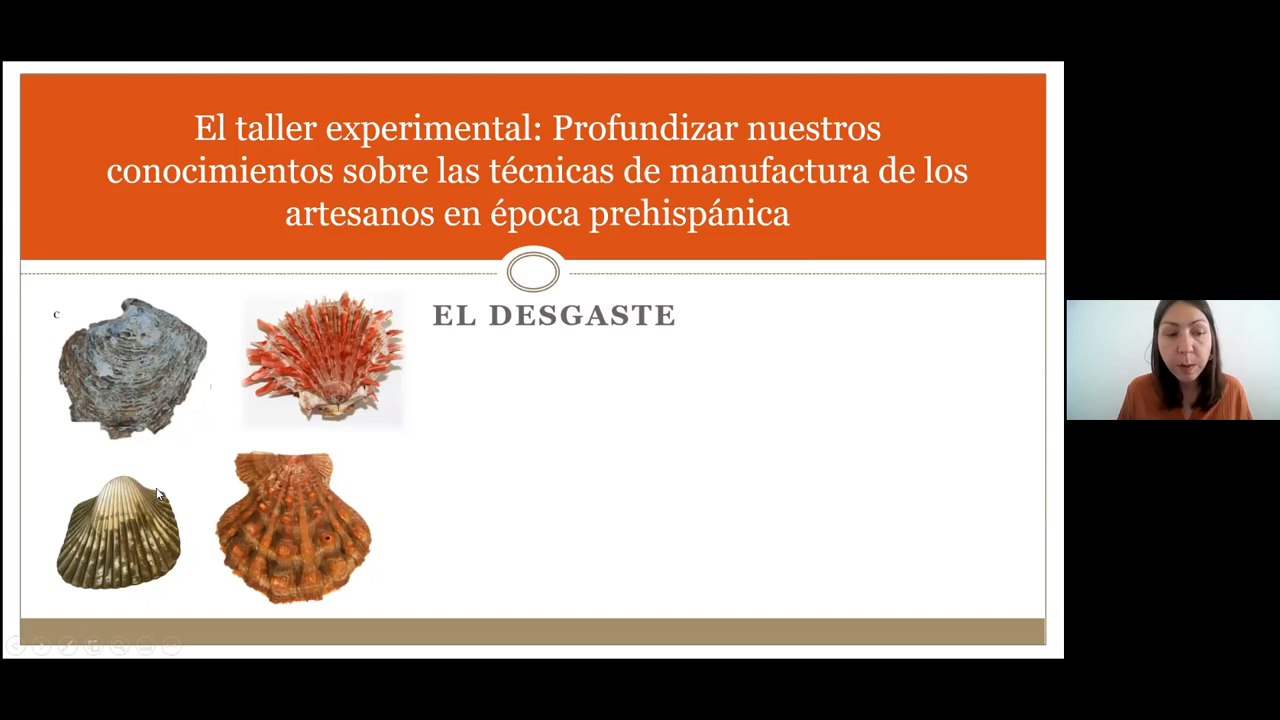 El taller experimental: Profundizar nuestros
conocimientos sobre las técnicas de manufactura de los
artesanos en época prehispánica
C
EL DESGASTE